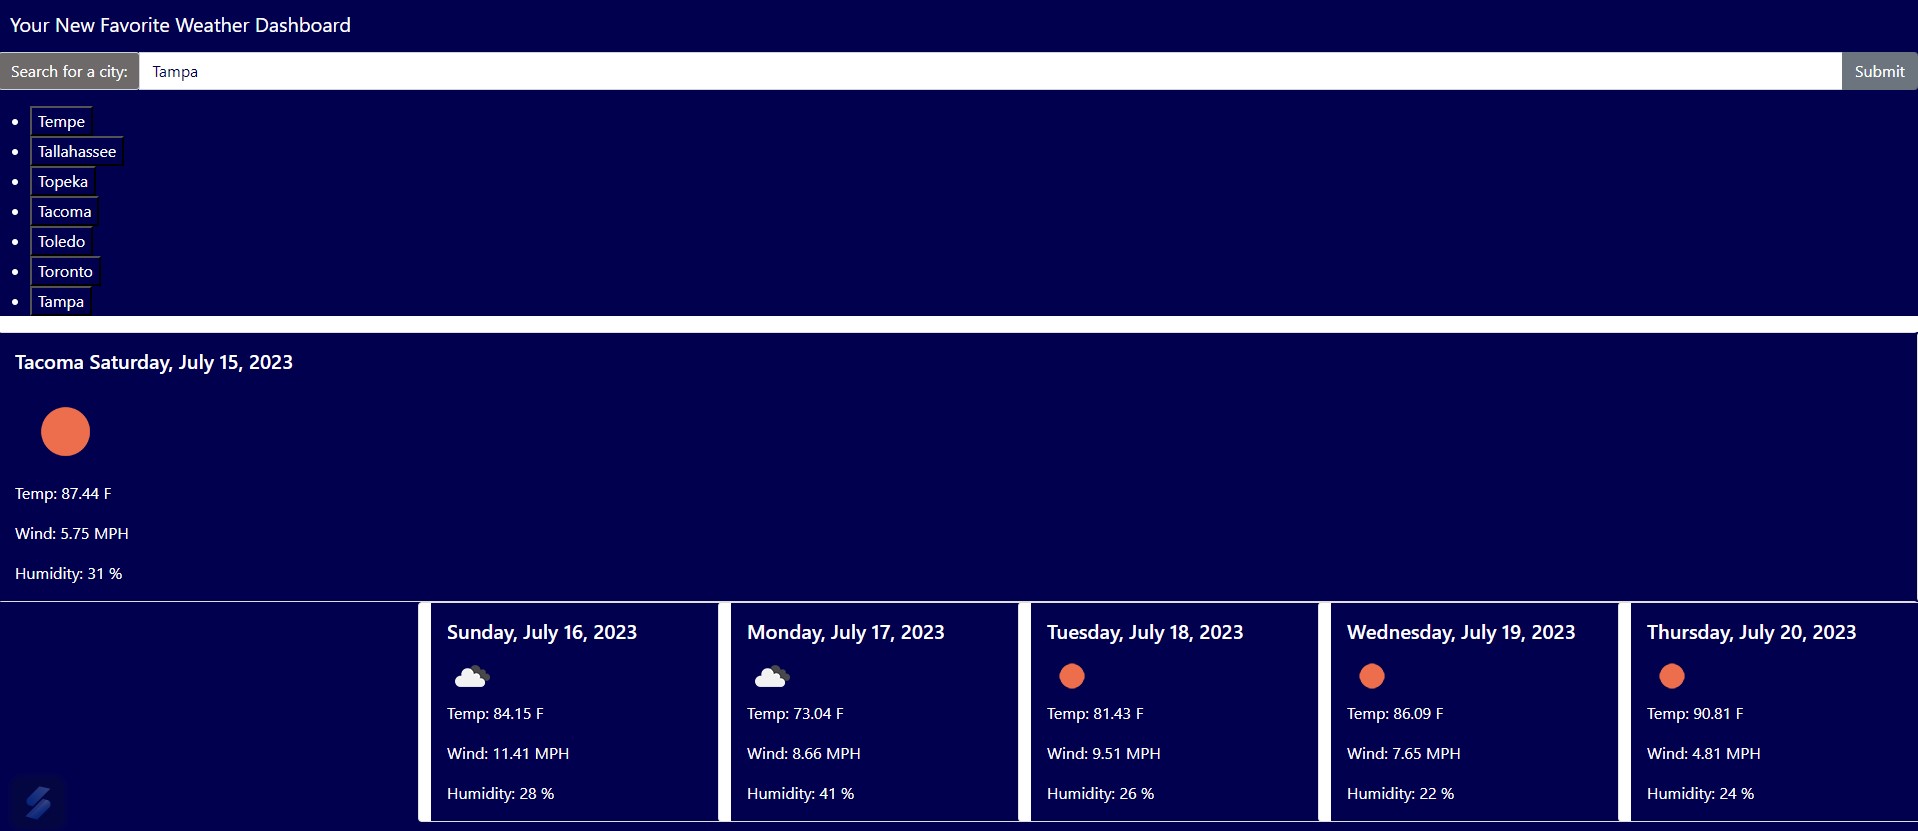 Your New Favorite Weather Dashboard
Search for a city: Tampa Submit
Tempe
Tallahassee
Topeka
Tacoma
Toledo
Toronto
Tampa
Tacoma Saturday, July 15, 2023
Temp: 87.44 F
Wind: 5.75 MPH
Humidity: 31 %
Sunday, July 16, 2023
Temp: 84.15 F
Wind: 11.41 MPH
Humidity: 28 %
Monday, July 17, 2023
Temp: 73.04 F
Wind: 8.66 MPH
Humidity: 41 %
Tuesday, July 18, 2023
Temp: 81.43 F
Wind: 9.51 MPH
Humidity: 26 %
Wednesday, July 19, 2023
Temp: 86.09 F
Wind: 7.65 MPH
Humidity: 22 %
Thursday, July 20, 2023
Temp: 90.81 F
Wind: 4.81 MPH
Humidity: 24 %